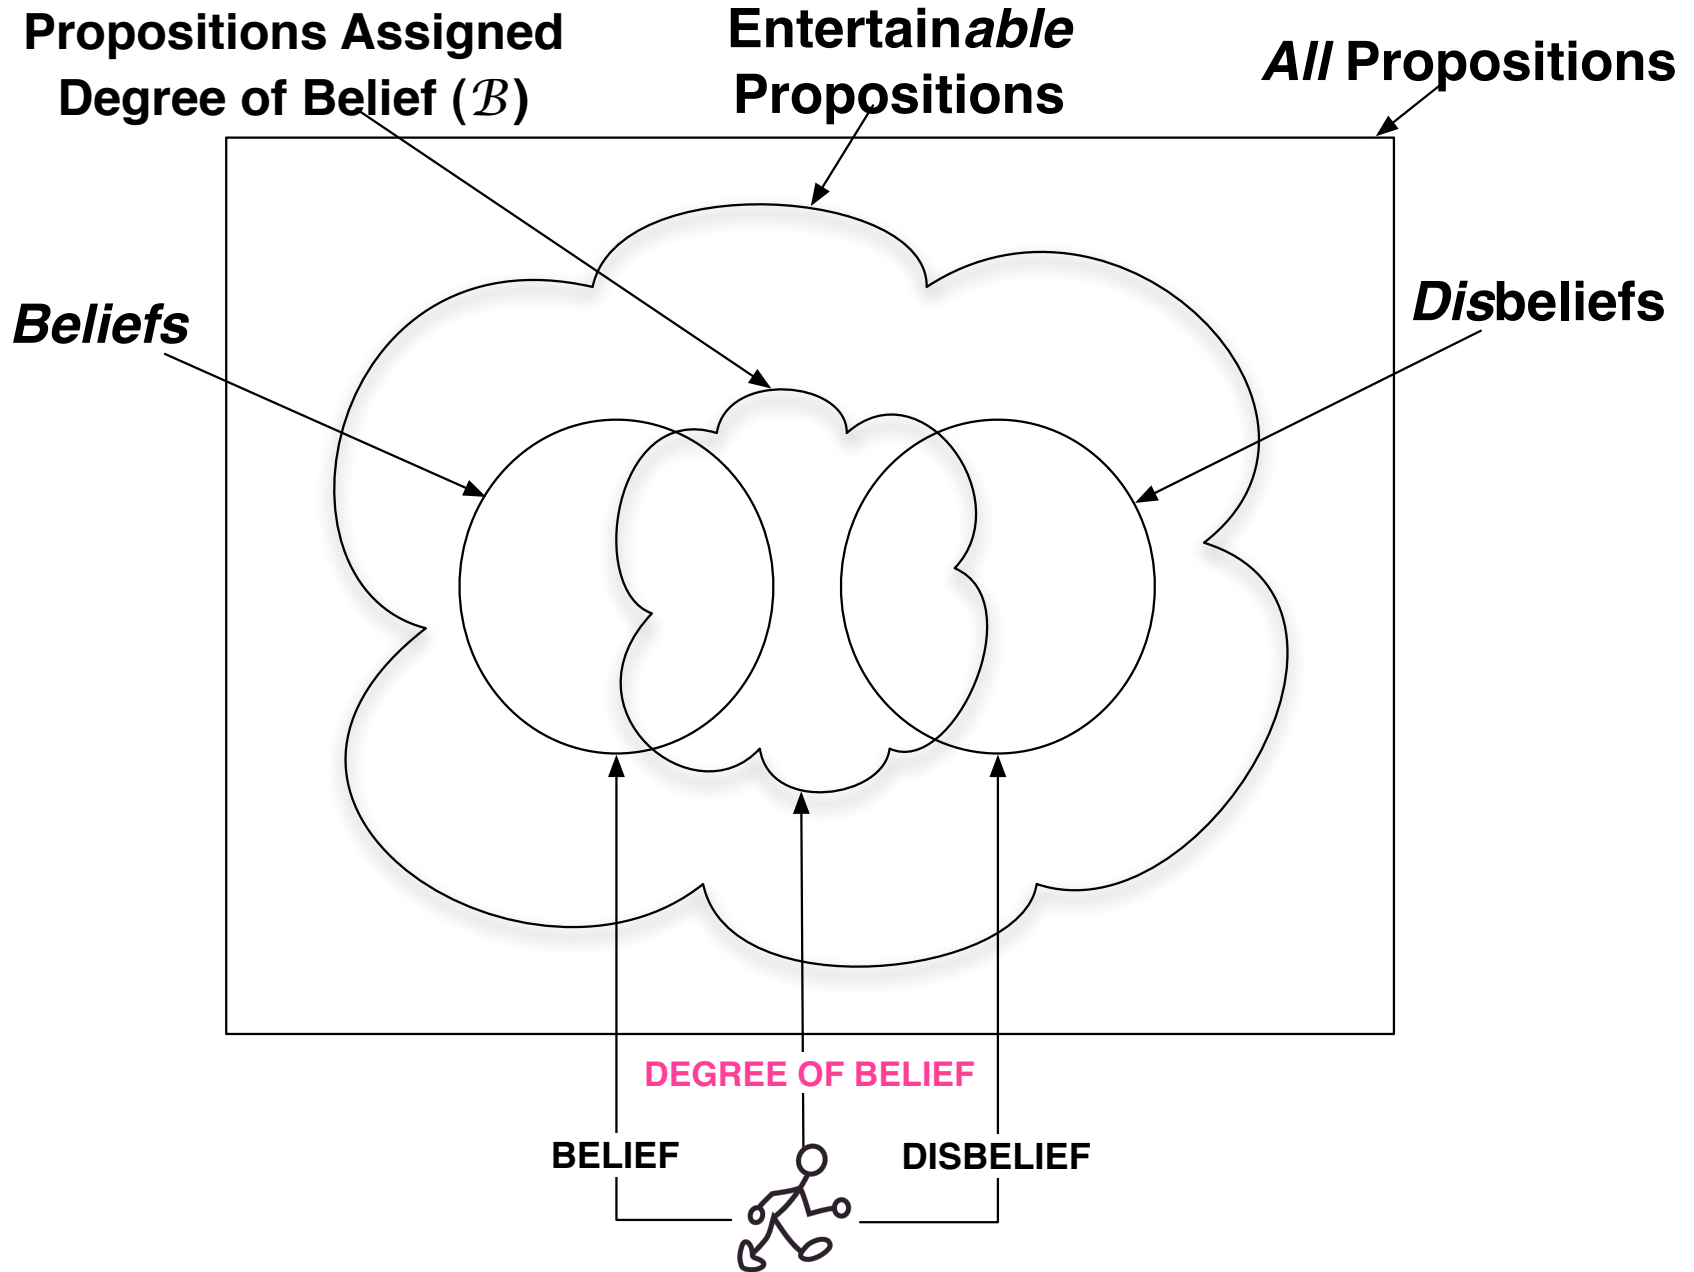 Propositions Assigned
Degree of Belief (ℬ)
Entertainable
Propositions
All Propositions
Beliefs
Disbeliefs
DEGREE OF BELIEF
BELIEF
DISBELIEF